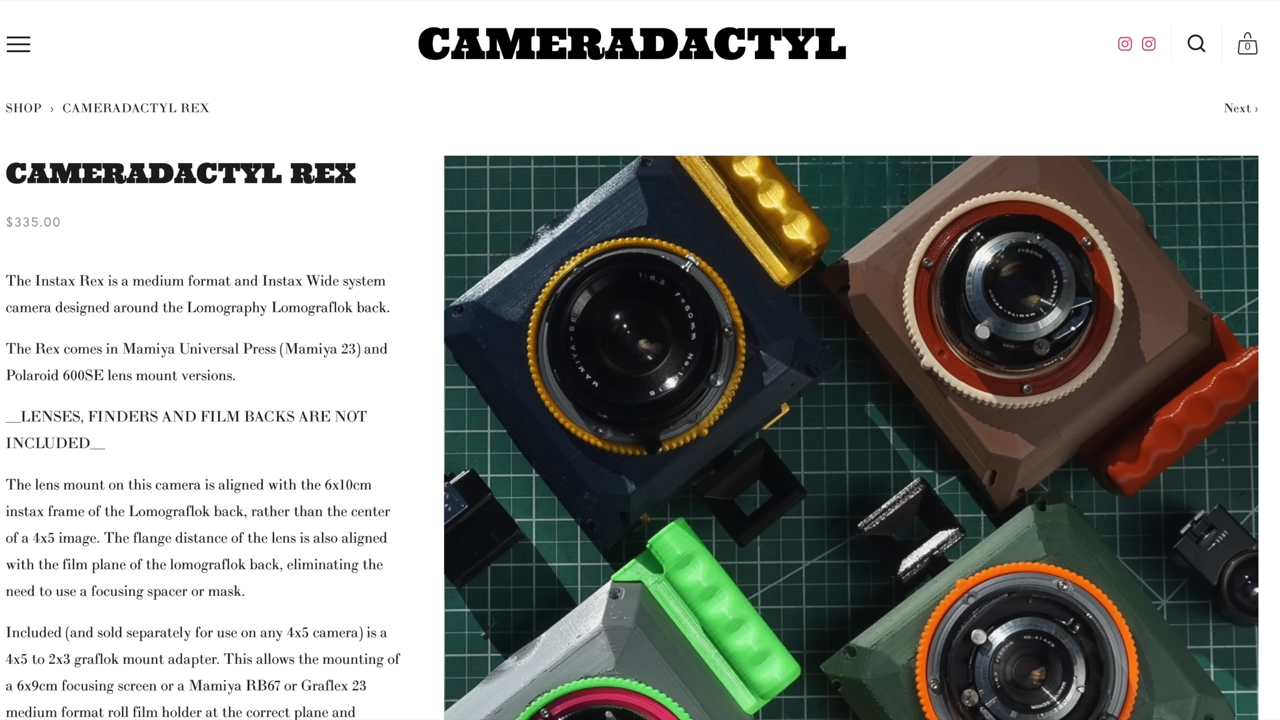 CAMERADACTYL
0
SHOP › CAMERADACTYL REX
Next ›
CAMERADACTYL REX
$335.00
The Instax Rex is a medium format and Instax Wide system
camera designed around the Lomography Lomograflok back.
The Rex comes in Mamiya Universal Press (Mamiya 23) and
Polaroid 600SE lens mount versions.
__LENSES, FINDERS AND FILM BACKS ARE NOT
INCLUDED__
The lens mount on this camera is aligned with the 6x10cm
instax frame of the Lomograflok back, rather than the center
of a 4x5 image. The flange distance of the lens is also aligned
with the film plane of the lomograflok back, eliminating the
need to use a focusing spacer or mask.
Included (and sold separately for use on any 4x5 camera) is a
4x5 to 2x3 graflok mount adapter. This allows the mounting of
a 6x9cm focusing screen or a Mamiya RB67 or Graflex 23
medium format roll film holder at the correct plane and
MAMIYA-SE